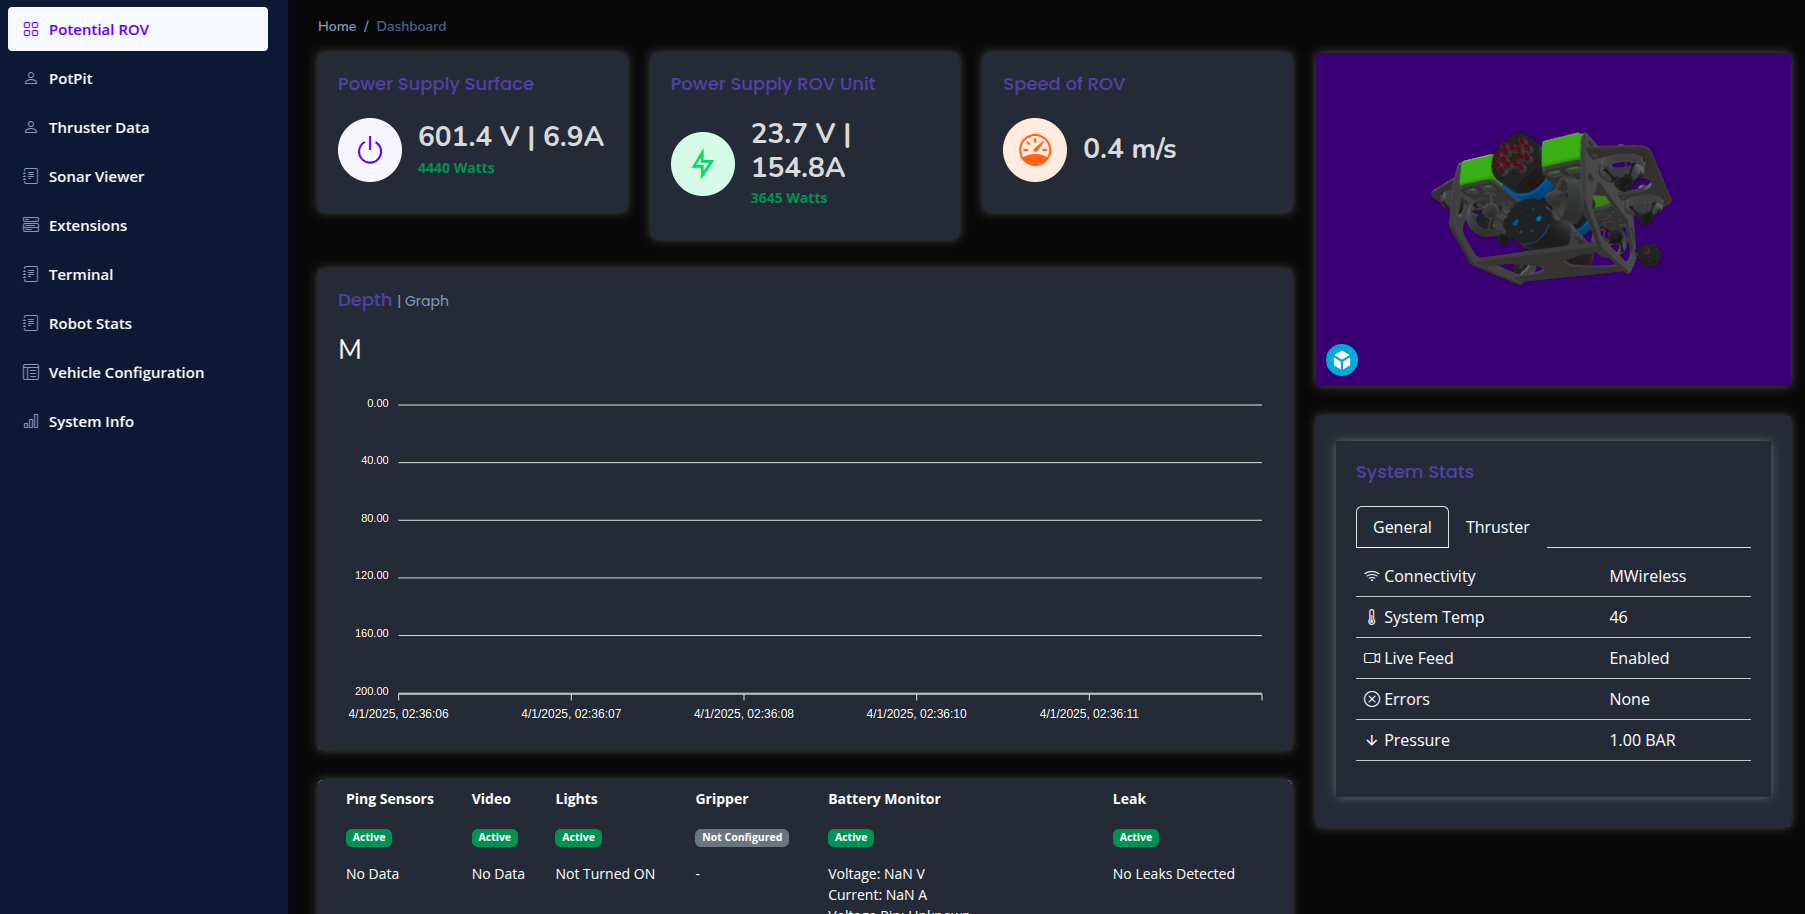 Potential ROV
PotPit
Thruster Data
Sonar Viewer
Extensions
Terminal
Robot Stats
Vehicle Configuration
System Info
Home / Dashboard
Power Supply Surface
601.4 V | 6.9A
4440 Watts
Power Supply ROV Unit
23.7 V |
154.8A
3645 Watts
Speed of ROV
0.4 m/s
Depth | Graph
M
0.00
40.00
80.00
120.00
160.00
200.00
4/1/2025, 02:36:06
4/1/2025, 02:36:07
4/1/2025, 02:36:08
4/1/2025, 02:36:10
4/1/2025, 02:36:11
System Stats
General
Thruster
Connectivity MWireless
System Temp 46
Live Feed Enabled
Errors None
Pressure 1.00 BAR
Ping Sensors Video Lights Gripper Battery Monitor Leak
Active Active Active Not Configured Active Active
No Data No Data Not Turned ON - Voltage: NaN V No Leaks Detected
Current: NaN A
Voltage Pin: Unknown